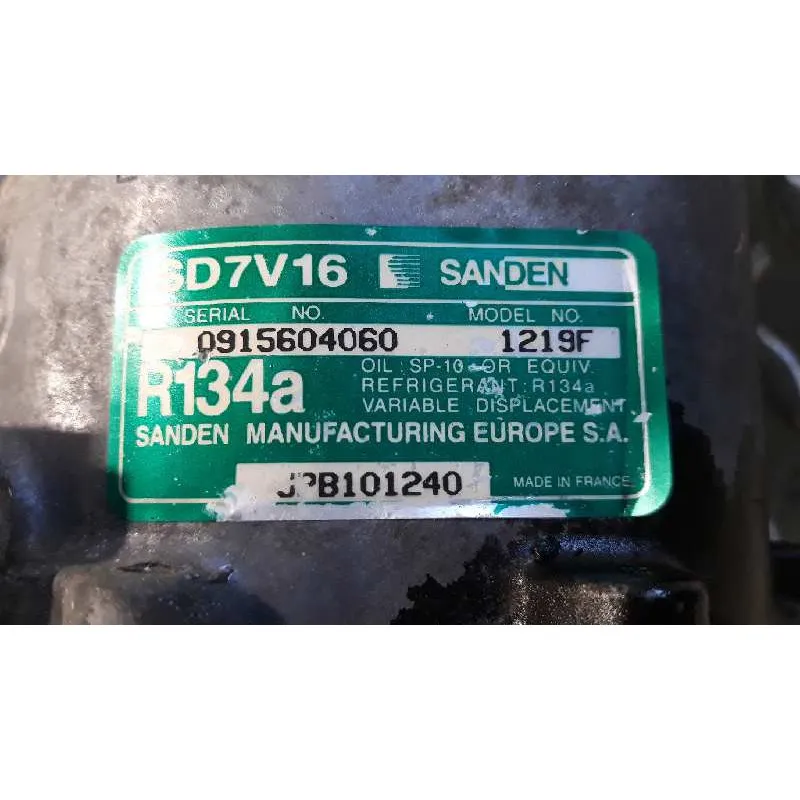 SD7V16 SANDEN
SERIAL NO. MODEL NO.
0915604060 1219F
R134a OIL: SP-10 OR EQUIV.
REFRIGERANT: R134a
VARIABLE DISPLACEMENT
SANDEN MANUFACTURING EUROPE S.A.
JPB101240 MADE IN FRANCE